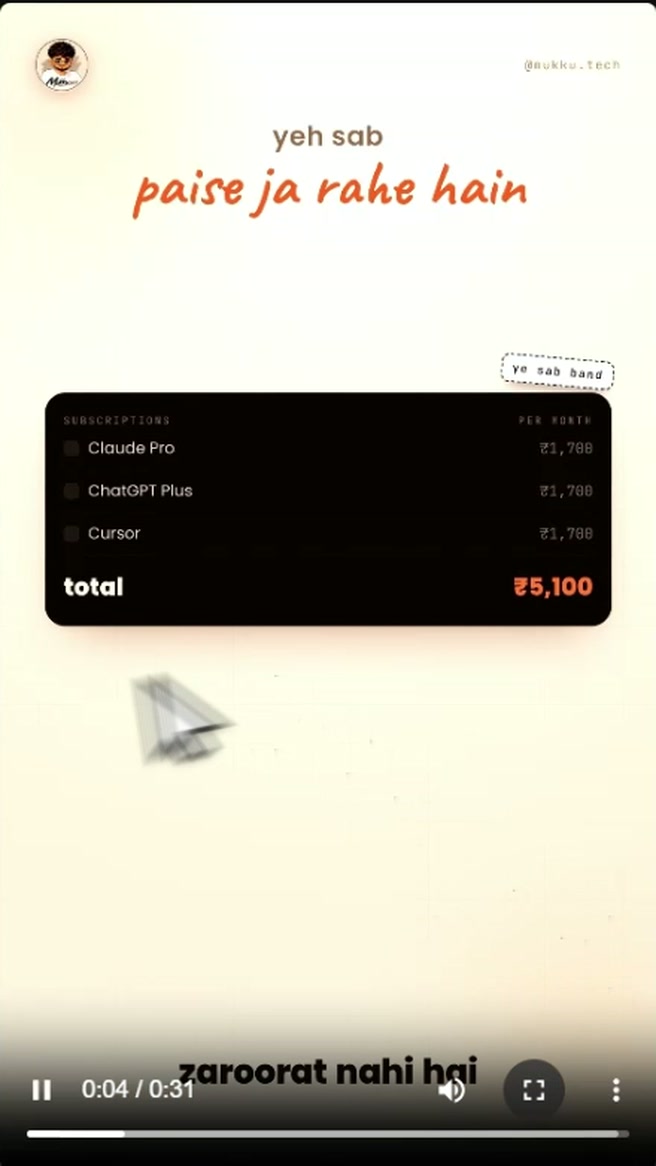 @mukku.tech
yeh sab
paise ja rahe hain
ye sab band
SUBSCRIPTIONS PER MONTH
Claude Pro ₹1,700
ChatGPT Plus ₹1,700
Cursor ₹1,700
total ₹5,100
zaroorat nahi hai
0:04 / 0:31